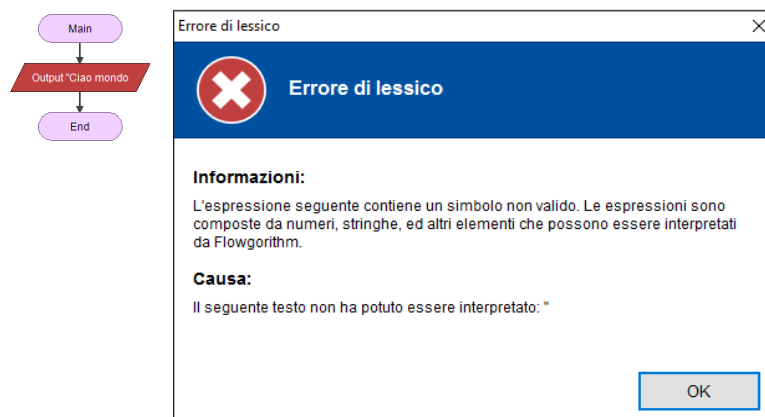 Main
Output "Ciao mondo
End
Errore di lessico
Errore di lessico
Informazioni:
L'espressione seguente contiene un simbolo non valido. Le espressioni sono
composte da numeri, stringhe, ed altri elementi che possono essere interpretati
da Flowgorithm.
Causa:
Il seguente testo non ha potuto essere interpretato: "
OK